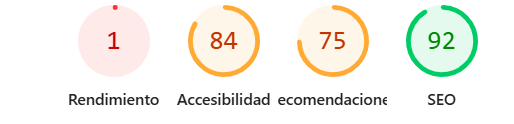 1 84 75 92
Rendimiento Accesibilidad ecomendacione SEO